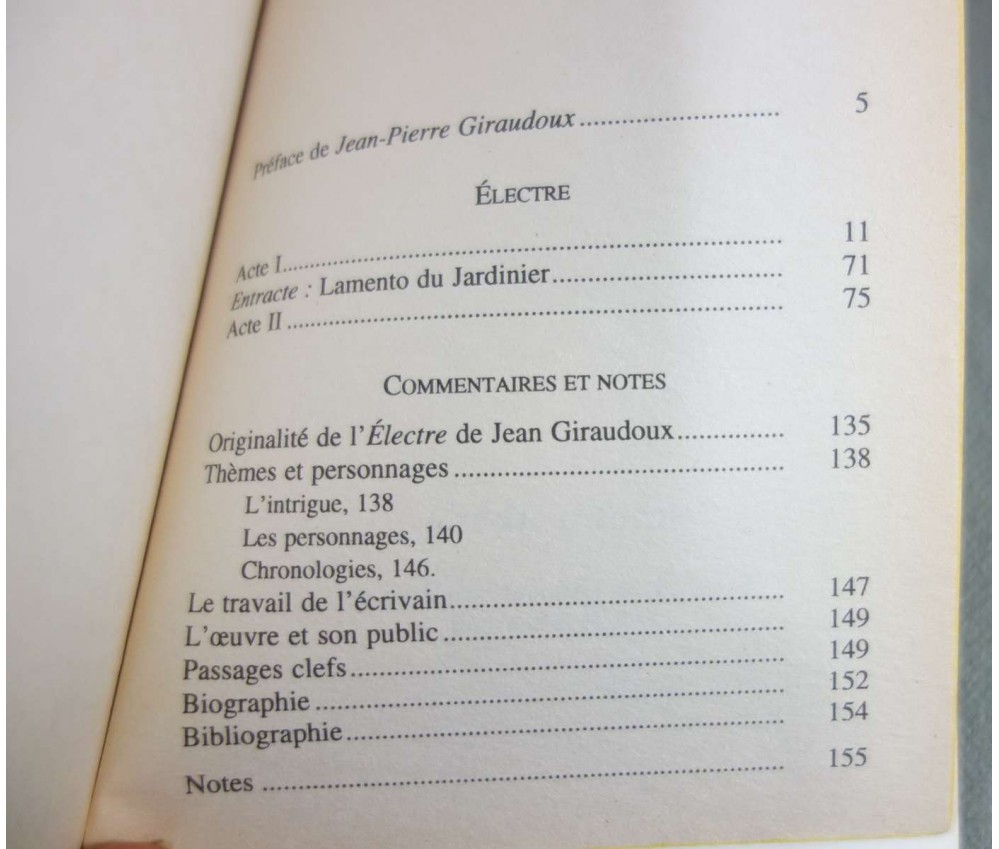 Préface de Jean-Pierre Giraudoux ............................ 5
ÉLECTRE
Acte I.................................................................... 11
Entracte : Lamento du Jardinier................................ 71
Acte II .................................................................. 75
COMMENTAIRES ET NOTES
Originalité de l'Électre de Jean Giraudoux............... 135
Thèmes et personnages ............................................. 138
L'intrigue, 138
Les personnages, 140
Chronologies, 146.
Le travail de l'écrivain.............................................. 147
L'œuvre et son public ............................................... 149
Passages clefs............................................................ 149
Biographie ................................................................ 152
Bibliographie............................................................. 154
Notes ........................................................................ 155